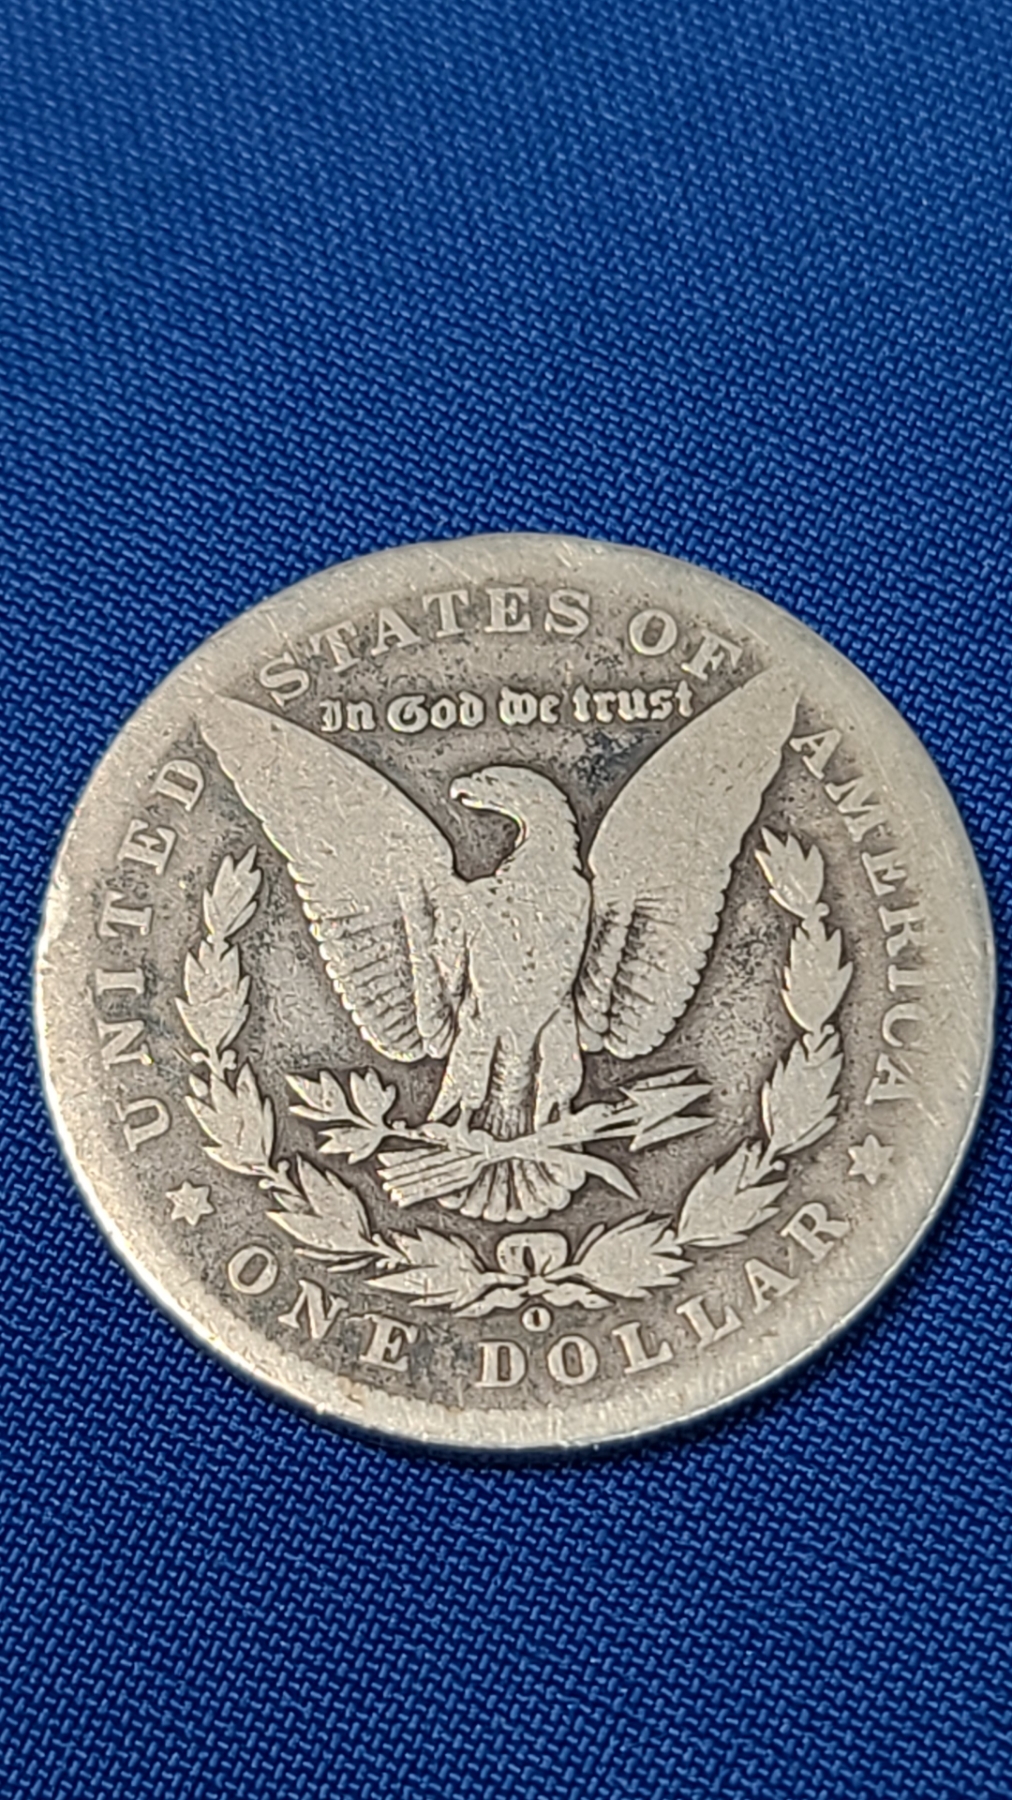 UNITED STATES OF AMERICA
In God we trust
O
ONE DOLLAR